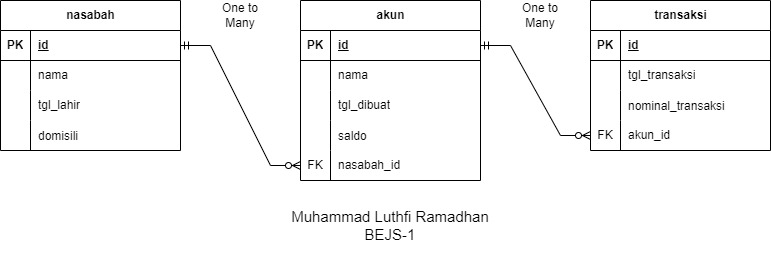 nasabah
PK id
nama
tgl_lahir
domisili
One to
Many
akun
PK id
nama
tgl_dibuat
saldo
FK nasabah_id
One to
Many
transaksi
PK id
tgl_transaksi
nominal_transaksi
FK akun_id
Muhammad Luthfi Ramadhan
BEJS-1